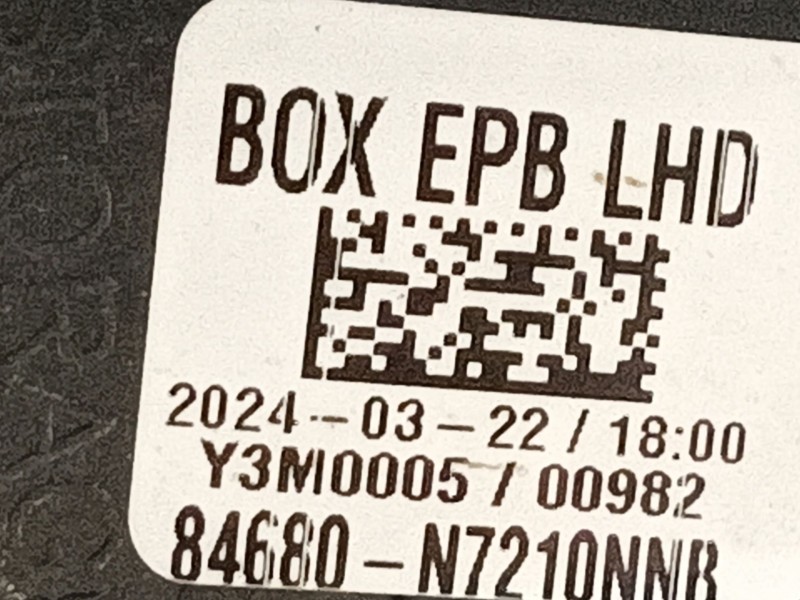 BOX EPB LHD
2024-03-22 / 18:00
Y3M0005 / 00982
84680-N7210NNB